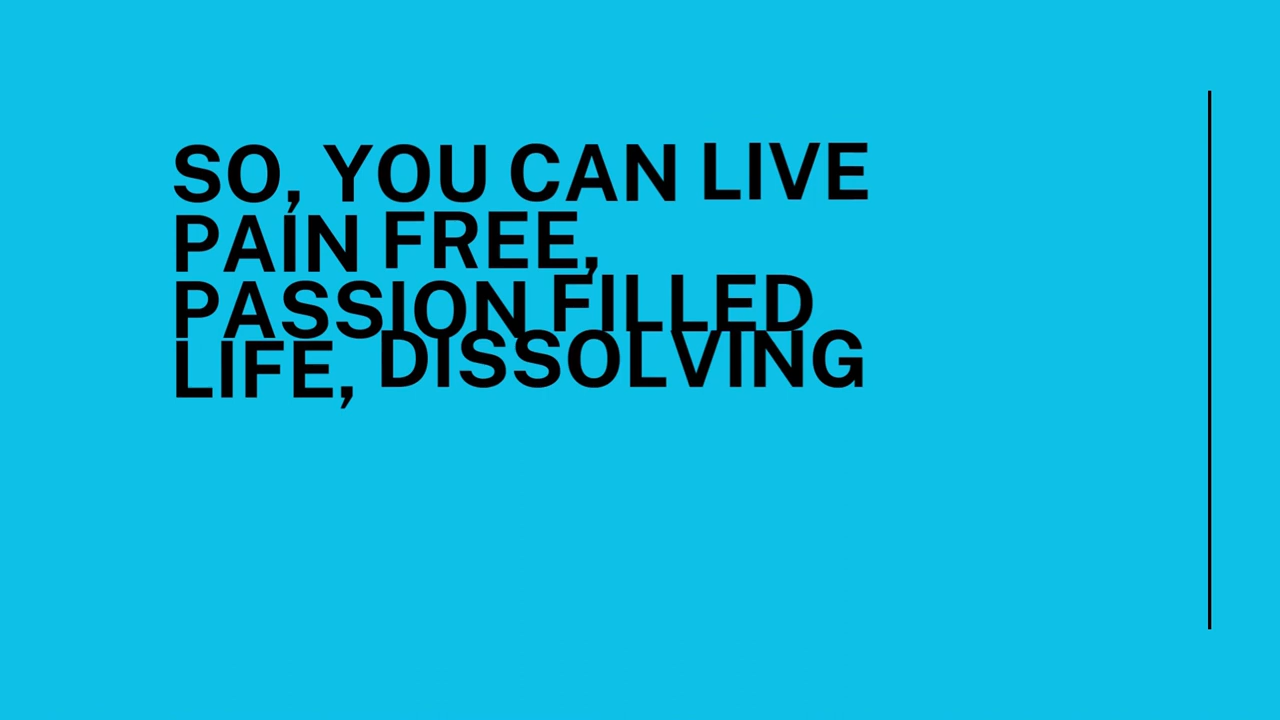 SO, YOU CAN LIVE
PAIN FREE,
PASSION FILLED
LIFE, DISSOLVING